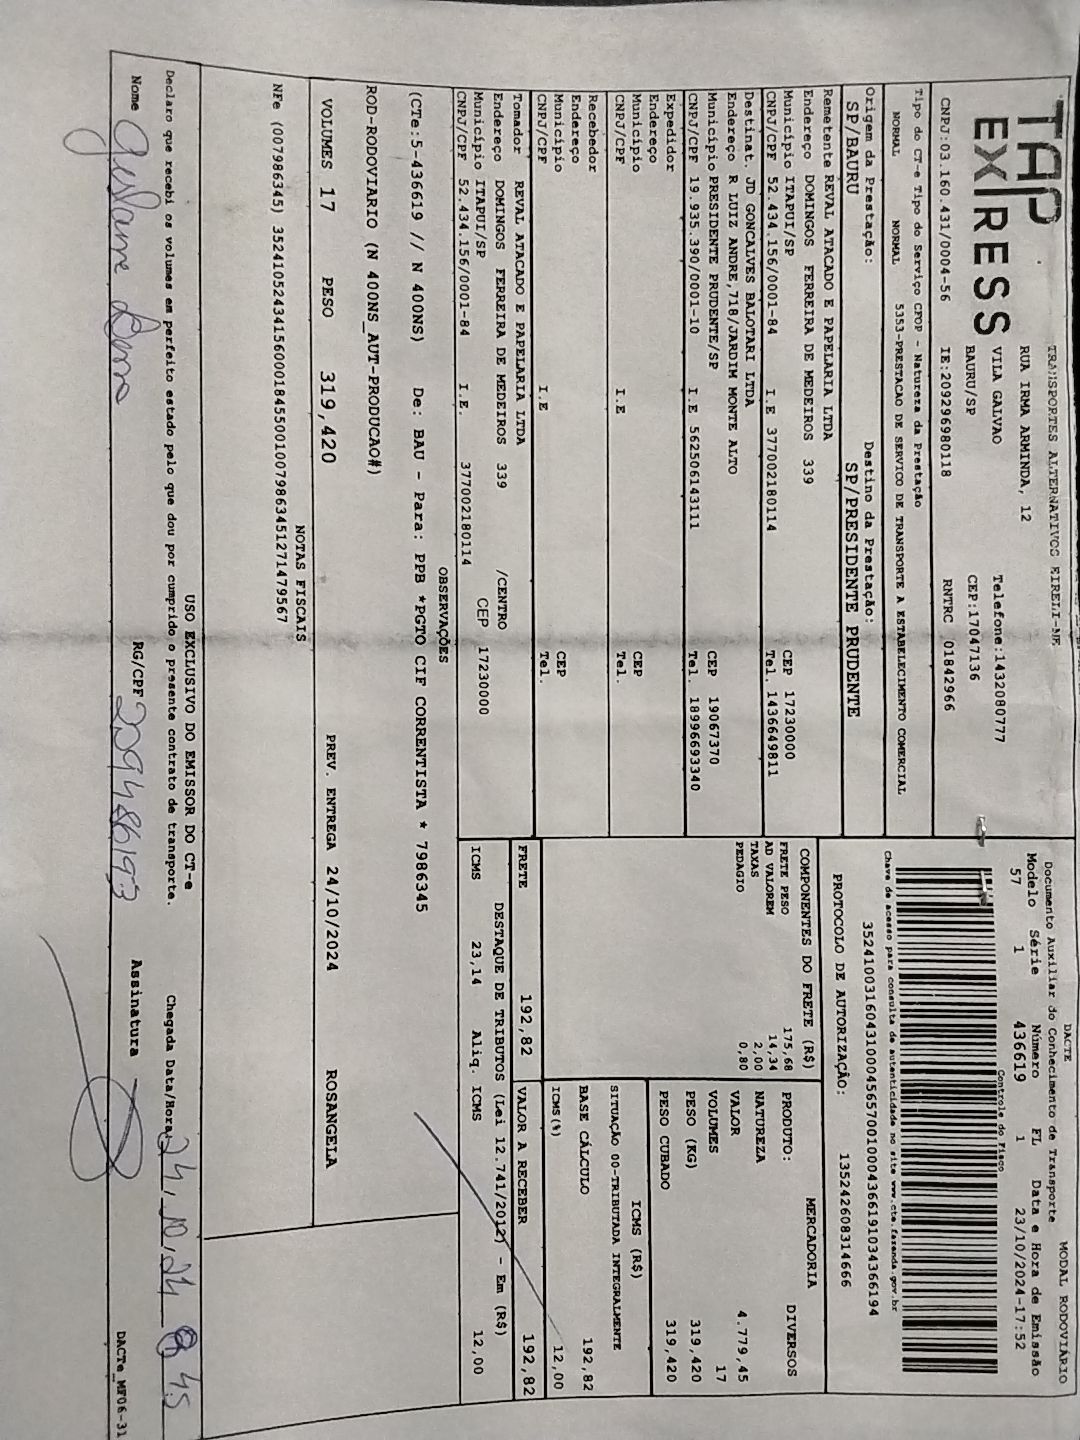 TAP
EXPRESS
TRANSPORTES ALTERNATIVOS EIRELI-ME
RUA IRMA ARMINDA, 12
VILA GALVAO
Telefone:1432080777
BAURU/SP
CEP:17047136
CNPJ:03.160.431/0004-56
IE:209296980118
RNTRC 01842966
DACTE
MODAL RODOVIÁRIO
Documento Auxiliar do Conhecimento de Transporte
Modelo Série Número FL Data e Hora de Emissão
57 1 436619 1 23/10/2024-17:52
Controle do Fisco
Chave de acesso para consulta de autenticidade no site www.cte.fazenda.gov.br
35241003160431000456570010004366191034366194
PROTOCOLO DE AUTORIZAÇÃO: 135242608314666
Tipo do CT-e Tipo do Serviço CFOP - Natureza da Prestação
NORMAL NORMAL 5353-PRESTACAO DE SERVICO DE TRANSPORTE A ESTABELECIMENTO COMERCIAL
Origem da Prestação: Destino da Prestação:
SP/BAURU SP/PRESIDENTE PRUDENTE
Remetente REVAL ATACADO E PAPELARIA LTDA
Endereço DOMINGOS FERREIRA DE MEDEIROS 339
Município ITAPUI/SP CEP 17230000
CNPJ/CPF 52.434.156/0001-84 I.E 377002180114 Tel. 1436649811
Destinat. JD GONCALVES BALOTARI LTDA
Endereço R LUIZ ANDRE,718/JARDIM MONTE ALTO
Município PRESIDENTE PRUDENTE/SP CEP 19067370
CNPJ/CPF 19.935.390/0001-10 I.E 562506143111 Tel. 18996693340
Expedidor
Endereço
Município CEP
CNPJ/CPF I.E Tel.
Recebedor
Endereço
Município CEP
CNPJ/CPF I.E Tel.
Tomador REVAL ATACADO E PAPELARIA LTDA
Endereço DOMINGOS FERREIRA DE MEDEIROS 339 /CENTRO
Município ITAPUI/SP CEP 17230000
CNPJ/CPF 52.434.156/0001-84 I.E. 377002180114
COMPONENTES DO FRETE (R$)
FRETE PESO 175,68
AD VALOREM 14,34
TAXAS 2,00
PEDAGIO 0,80
MERCADORIA
PRODUTO: DIVERSOS
NATUREZA
VALOR 4.779,45
VOLUMES 17
PESO (KG) 319,420
PESO CUBADO 319,420
ICMS (R$)
SITUAÇÃO 00-TRIBUTADA INTEGRALMENTE
BASE CÁLCULO 192,82
ICMS(%) 12,00
FRETE 192,82 VALOR A RECEBER 192,82
DESTAQUE DE TRIBUTOS (Lei 12.741/2012) - Em (R$)
ICMS 23,14 Aliq. ICMS 12,00
OBSERVAÇÕES
(CTe:5-436619 // N 400NS) De: BAU - Para: PPB *PGTO CIF CORRENTISTA * 7986345
ROD-RODOVIARIO (N 400NS_AUT-PRODUCAO#)
VOLUMES 17 PESO 319,420 PREV. ENTREGA 24/10/2024 ROSANGELA
NOTAS FISCAIS
NFe (007986345) 35241052434156000184550010079863451271479567
USO EXCLUSIVO DO EMISSOR DO CT-e
Declaro que recebi os volumes em perfeito estado pelo que dou por cumprido o presente contrato de transporte. Chegada Data/Hora 24,10,24 8 45
Nome RG/CPF Assinatura
DACTe_MF06-31